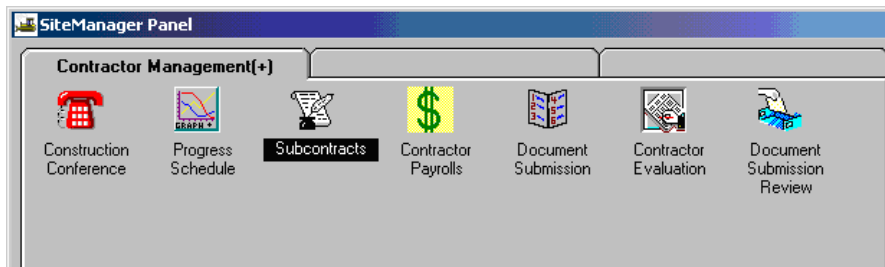 SiteManager Panel
Contractor Management(+)
GRAPH +
Construction
Conference
Progress
Schedule
Subcontracts
Contractor
Payrolls
Document
Submission
Contractor
Evaluation
Document
Submission
Review